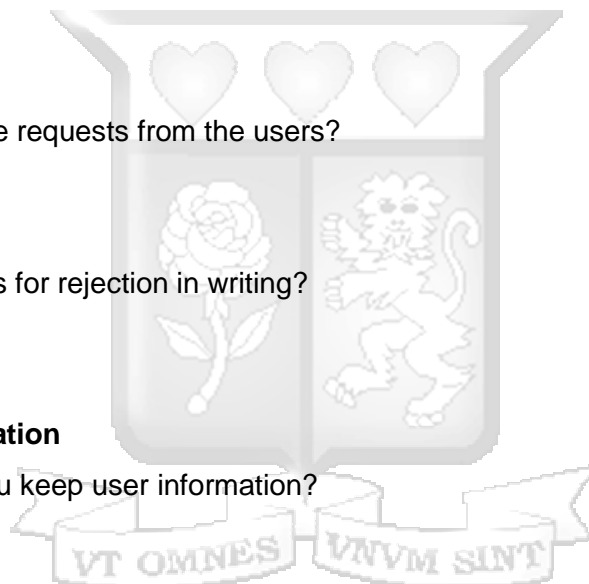 e requests from the users?
s for rejection in writing?
ation
u keep user information?
VT OMNES VNVM SINT